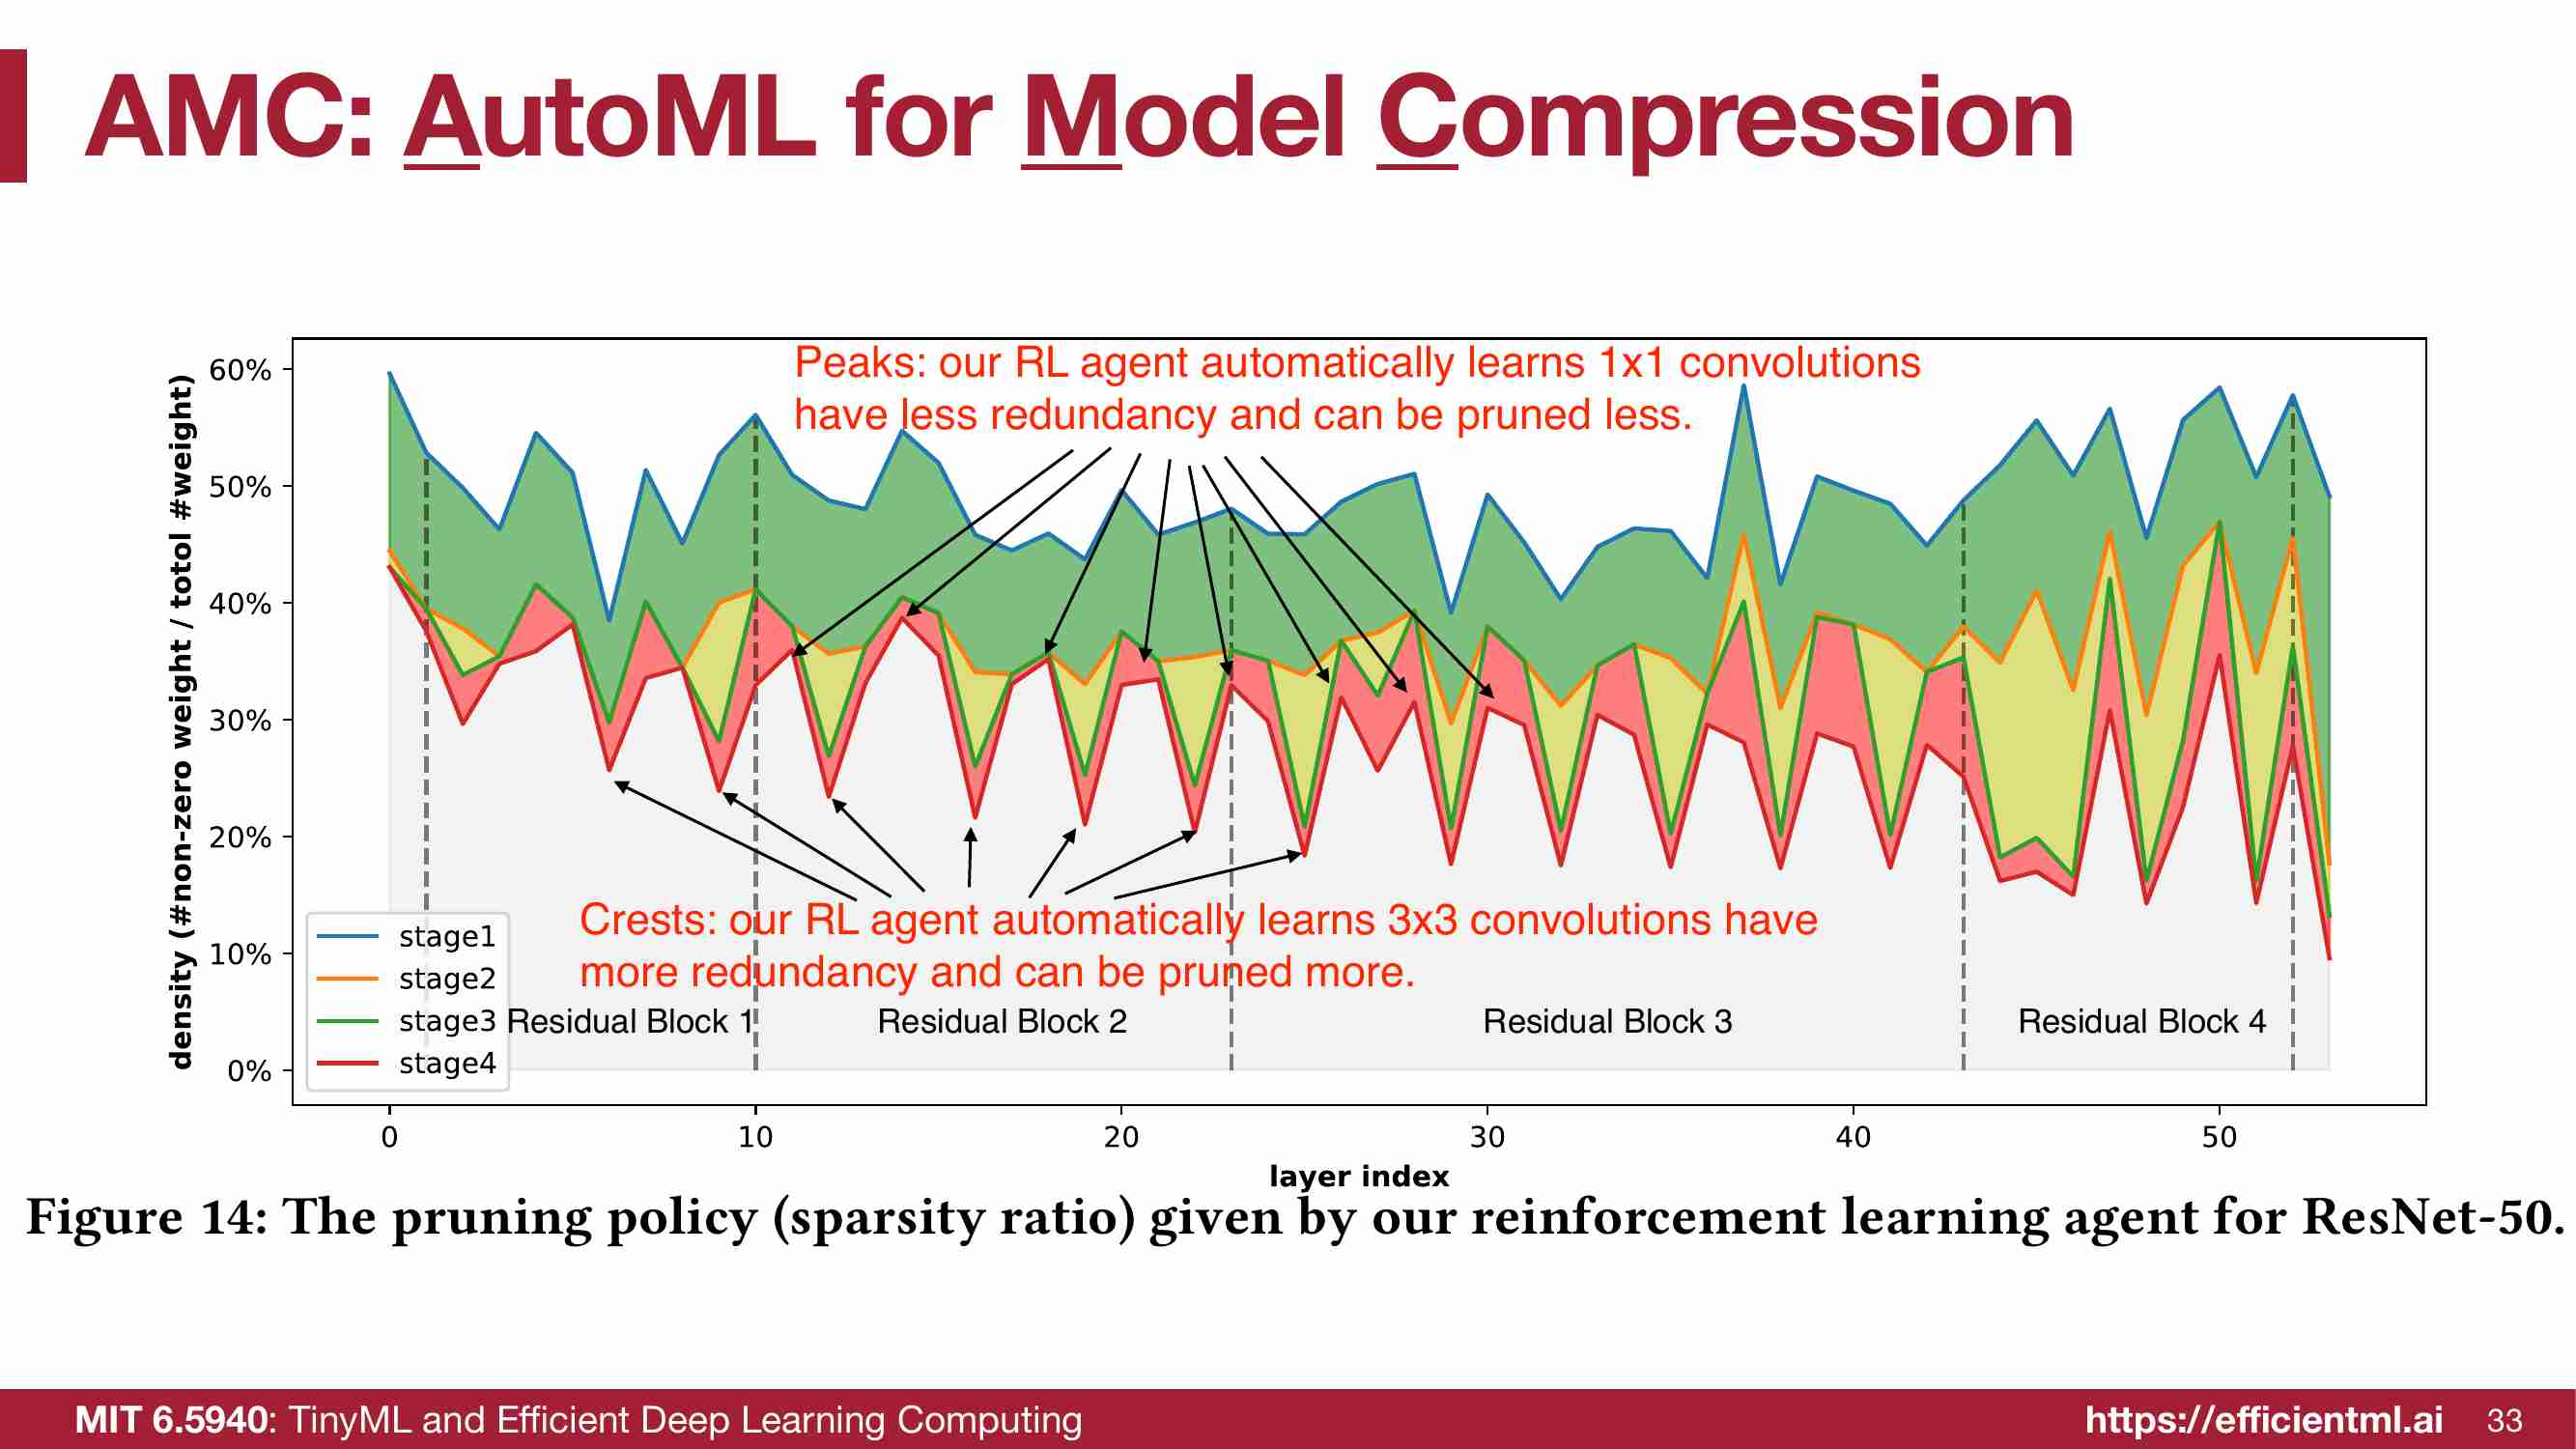 AMC: AutoML for Model Compression
Peaks: our RL agent automatically learns 1x1 convolutions
have less redundancy and can be pruned less.
density (#non-zero weight / totol #weight)
60%
50%
40%
30%
20%
10%
0%
Crests: our RL agent automatically learns 3x3 convolutions have
more redundancy and can be pruned more.
stage1
stage2
stage3
stage4
Residual Block 1
Residual Block 2
Residual Block 3
Residual Block 4
0 10 20 30 40 50
layer index
Figure 14: The pruning policy (sparsity ratio) given by our reinforcement learning agent for ResNet-50.
MIT 6.5940: TinyML and Efficient Deep Learning Computing
https://efficientml.ai 33